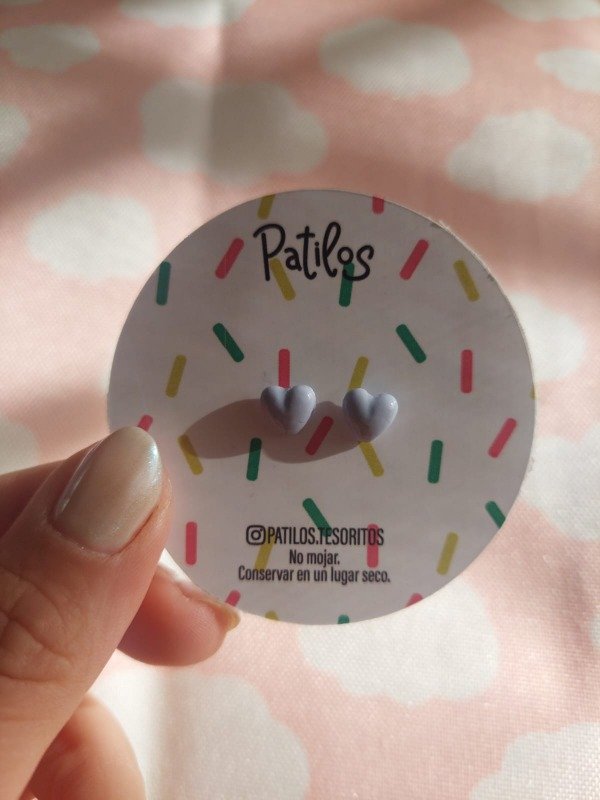 Patilos
PATILOS.TESORITOS
No mojar.
Conservar en un lugar seco.